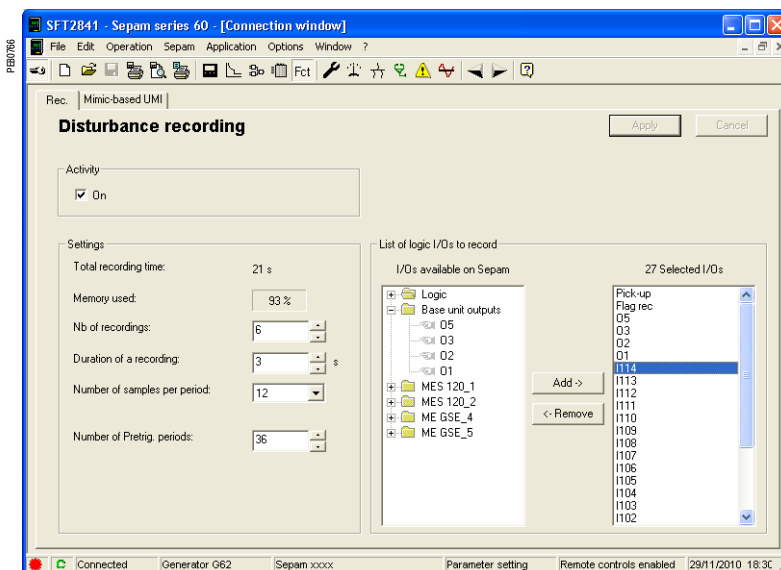 PEB0766
SFT2841 - Sepam series 60 - [Connection window]
File Edit Operation Sepam Application Options Window ?
Fct
Rec. Mimic-based UMI
Disturbance recording
Apply Cancel
Activity
On
Settings
Total recording time: 21 s
Memory used: 93 %
Nb of recordings: 6
Duration of a recording: 3 s
Number of samples per period: 12
Number of Pretrig. periods: 36
List of logic I/Os to record
I/Os available on Sepam
Logic
Base unit outputs
O5
O3
O2
O1
MES 120_1
MES 120_2
ME GSE_4
ME GSE_5
Add ->
<- Remove
27 Selected I/Os
Pick-up
Flag rec
O5
O3
O2
O1
I114
I113
I112
I111
I110
I109
I108
I107
I106
I105
I104
I103
I102
Connected Generator G62 Sepam xxxx Parameter setting Remote controls enabled 29/11/2010 18:30